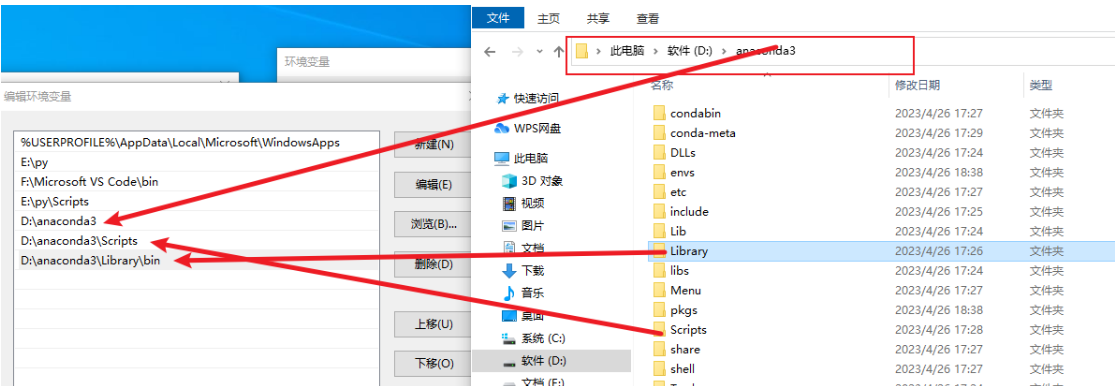 环境变量
编辑环境变量
%USERPROFILE%\AppData\Local\Microsoft\WindowsApps
E:\py
F:\Microsoft VS Code\bin
E:\py\Scripts
D:\anaconda3
D:\anaconda3\Scripts
D:\anaconda3\Library\bin
新建(N)
编辑(E)
浏览(B)...
删除(D)
上移(U)
下移(O)
文件 主页 共享 查看
此电脑 › 软件 (D:) › anaconda3
快速访问
WPS网盘
此电脑
3D 对象
视频
图片
文档
下载
音乐
桌面
系统 (C:)
软件 (D:)
文档 (E:)
名称 修改日期 类型
condabin 2023/4/26 17:27 文件夹
conda-meta 2023/4/26 17:29 文件夹
DLLs 2023/4/26 17:24 文件夹
envs 2023/4/26 18:38 文件夹
etc 2023/4/26 17:27 文件夹
include 2023/4/26 17:25 文件夹
Lib 2023/4/26 17:24 文件夹
Library 2023/4/26 17:26 文件夹
libs 2023/4/26 17:24 文件夹
Menu 2023/4/26 17:27 文件夹
pkgs 2023/4/26 18:38 文件夹
Scripts 2023/4/26 17:28 文件夹
share 2023/4/26 17:27 文件夹
shell 2023/4/26 17:27 文件夹